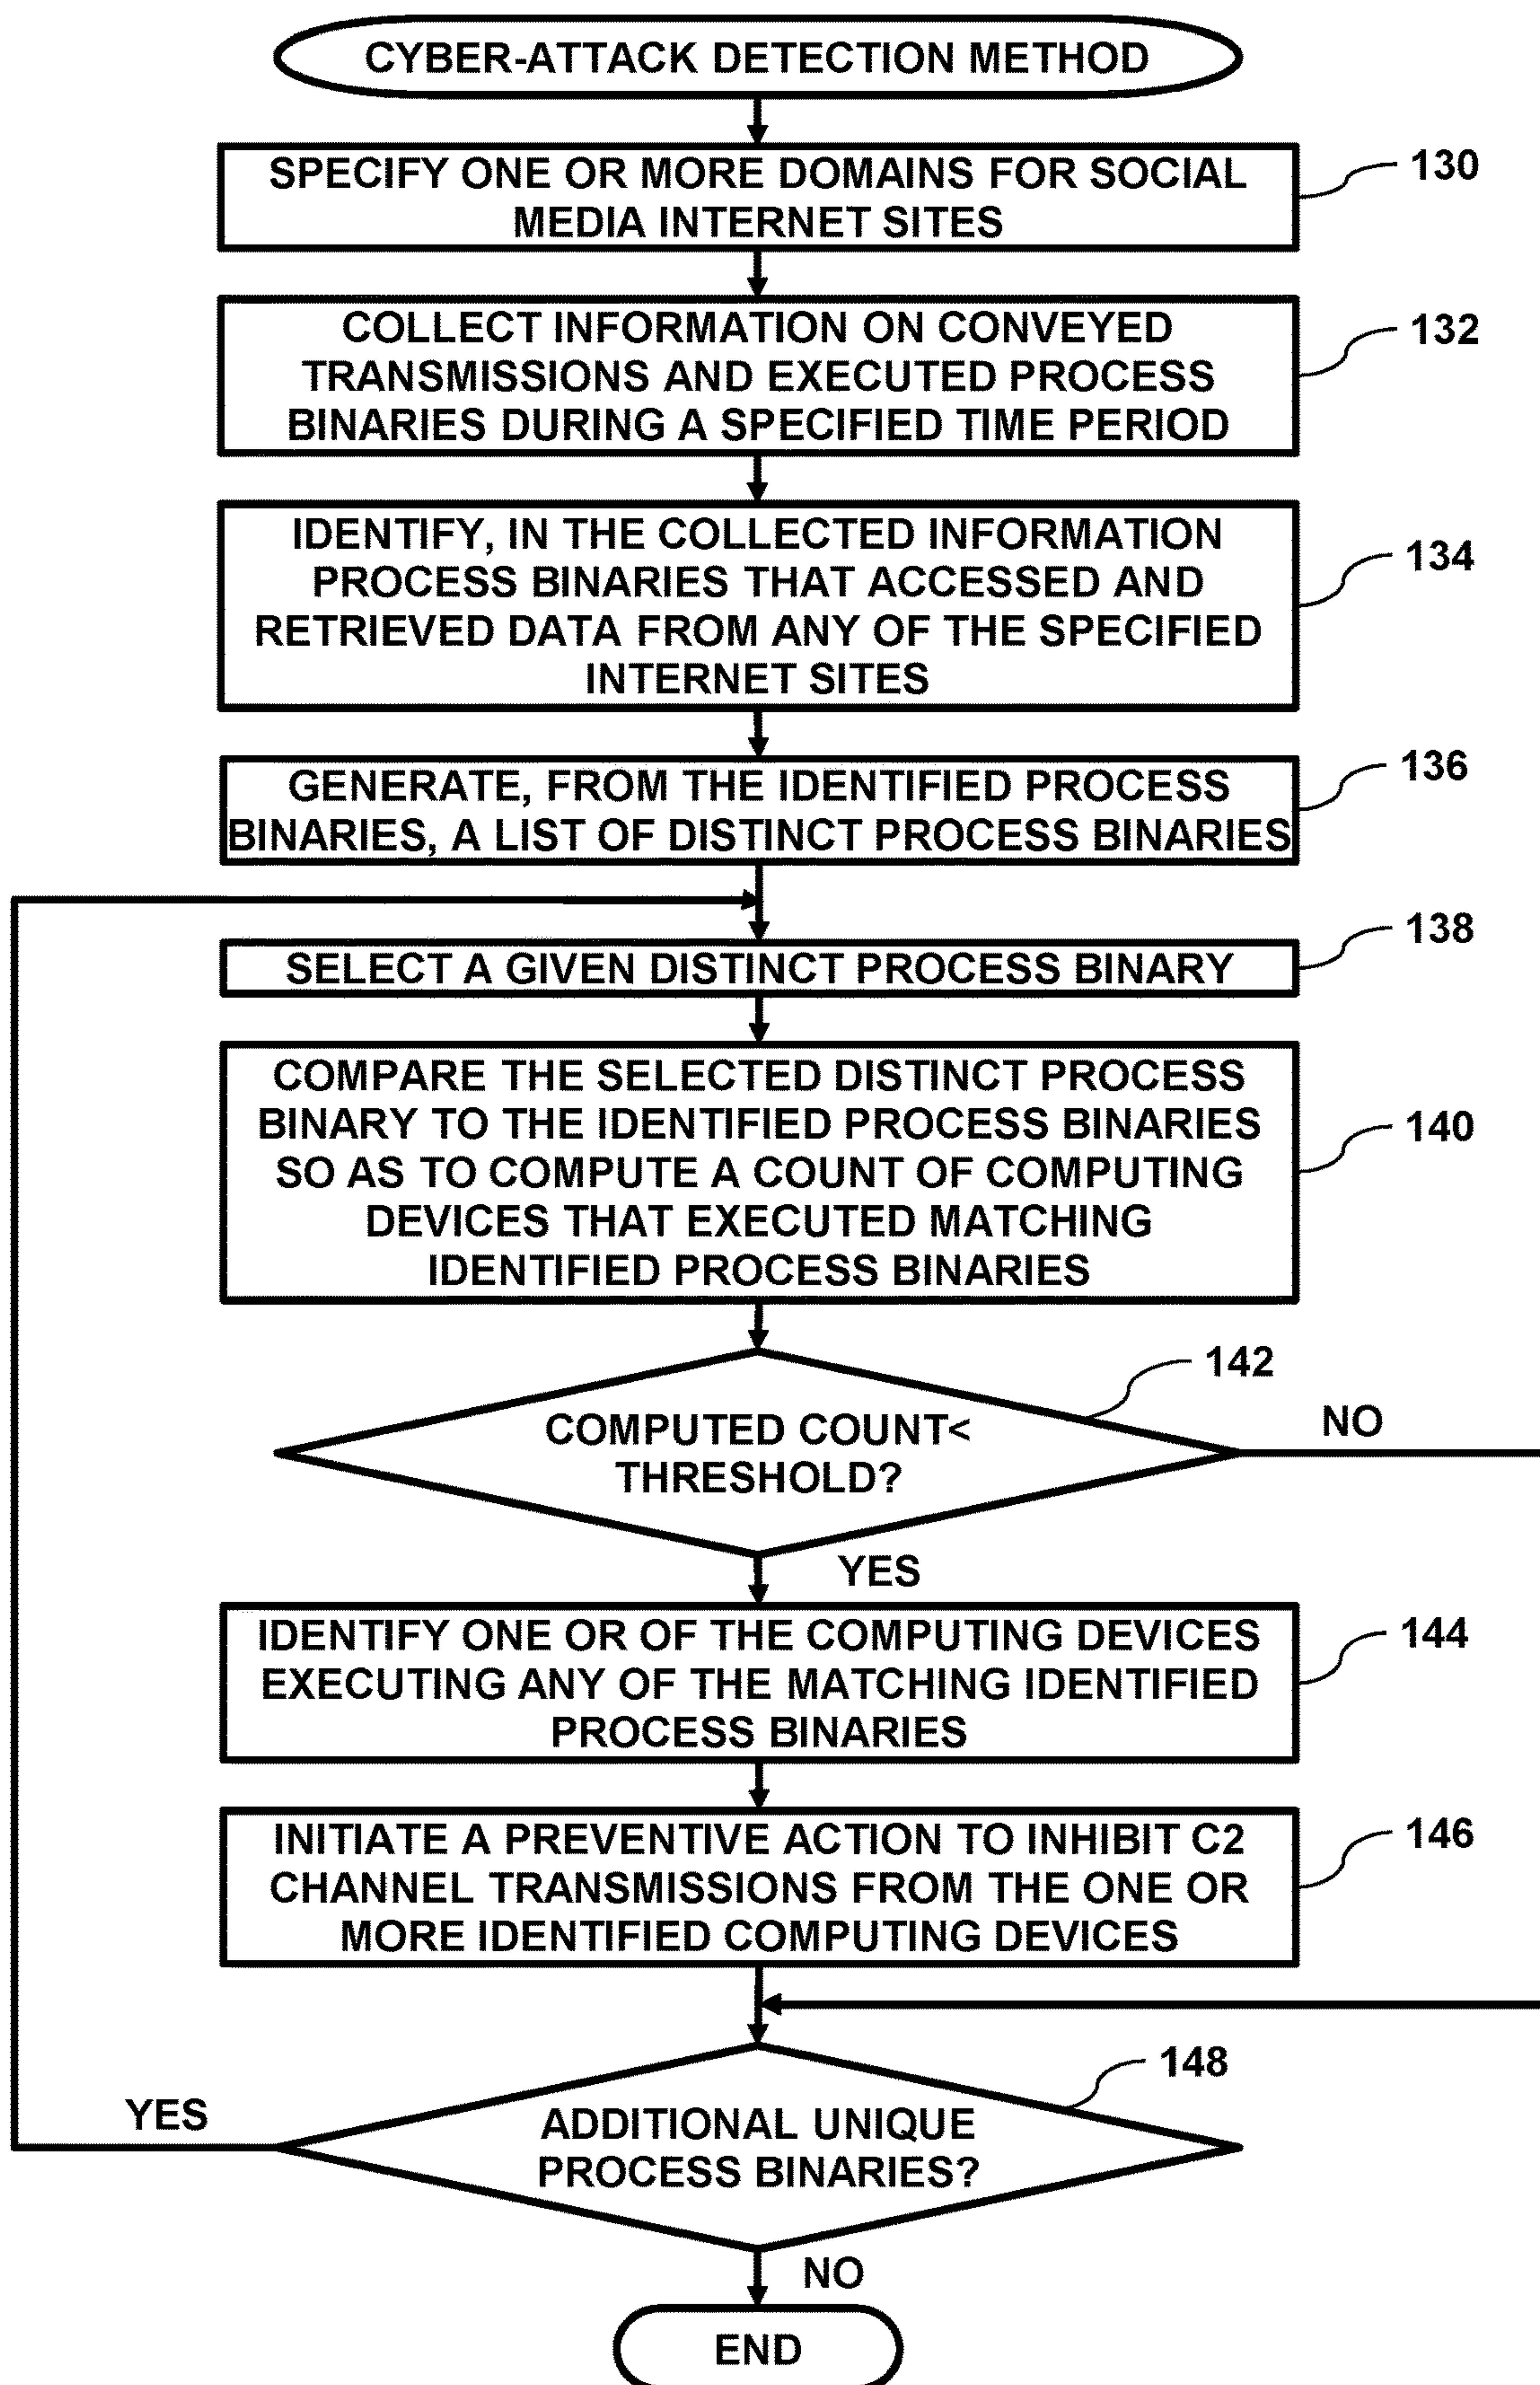 CYBER-ATTACK DETECTION METHOD
SPECIFY ONE OR MORE DOMAINS FOR SOCIAL
MEDIA INTERNET SITES
130
COLLECT INFORMATION ON CONVEYED
TRANSMISSIONS AND EXECUTED PROCESS
BINARIES DURING A SPECIFIED TIME PERIOD
132
IDENTIFY, IN THE COLLECTED INFORMATION
PROCESS BINARIES THAT ACCESSED AND
RETRIEVED DATA FROM ANY OF THE SPECIFIED
INTERNET SITES
134
GENERATE, FROM THE IDENTIFIED PROCESS
BINARIES, A LIST OF DISTINCT PROCESS BINARIES
136
SELECT A GIVEN DISTINCT PROCESS BINARY
138
COMPARE THE SELECTED DISTINCT PROCESS
BINARY TO THE IDENTIFIED PROCESS BINARIES
SO AS TO COMPUTE A COUNT OF COMPUTING
DEVICES THAT EXECUTED MATCHING
IDENTIFIED PROCESS BINARIES
140
COMPUTED COUNT<
THRESHOLD?
142
NO
YES
IDENTIFY ONE OR OF THE COMPUTING DEVICES
EXECUTING ANY OF THE MATCHING IDENTIFIED
PROCESS BINARIES
144
INITIATE A PREVENTIVE ACTION TO INHIBIT C2
CHANNEL TRANSMISSIONS FROM THE ONE OR
MORE IDENTIFIED COMPUTING DEVICES
146
ADDITIONAL UNIQUE
PROCESS BINARIES?
148
YES
NO
END